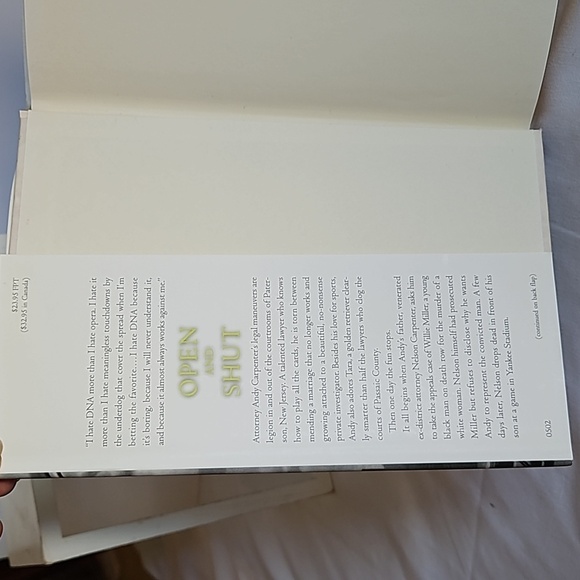 $23.95 FPT
($32.95 in Canada)
"I hate DNA more than I hate opera. I hate it
more than I hate meaningless touchdowns by
the underdog that cover the spread when I'm
betting the favorite. . . . I hate DNA because
it's boring, because I will never understand it,
and because it almost always works against me."
OPEN
AND
SHUT
Attorney Andy Carpenter's legal maneuvers are
legion in and out of the courtrooms of Pater-
son, New Jersey. A talented lawyer who knows
how to play all the cards, he is torn between
mending a marriage that no longer works and
growing attached to a beautiful, no-nonsense
private investigator. Besides his love for sports,
Andy also adores Tara, a golden retriever clear-
ly smarter than half the lawyers who clog the
courts of Passaic County.
Then one day the fun stops.
It all begins when Andy's father, venerated
ex-district attorney Nelson Carpenter, asks him
to take the appeals case of Willie Miller, a young
black man on death row for the murder of a
white woman. Nelson himself had prosecuted
Miller but refuses to disclose why he wants
Andy to represent the convicted man. A few
days later, Nelson drops dead in front of his
son at a game in Yankee Stadium.
(continued on back flap)
0502